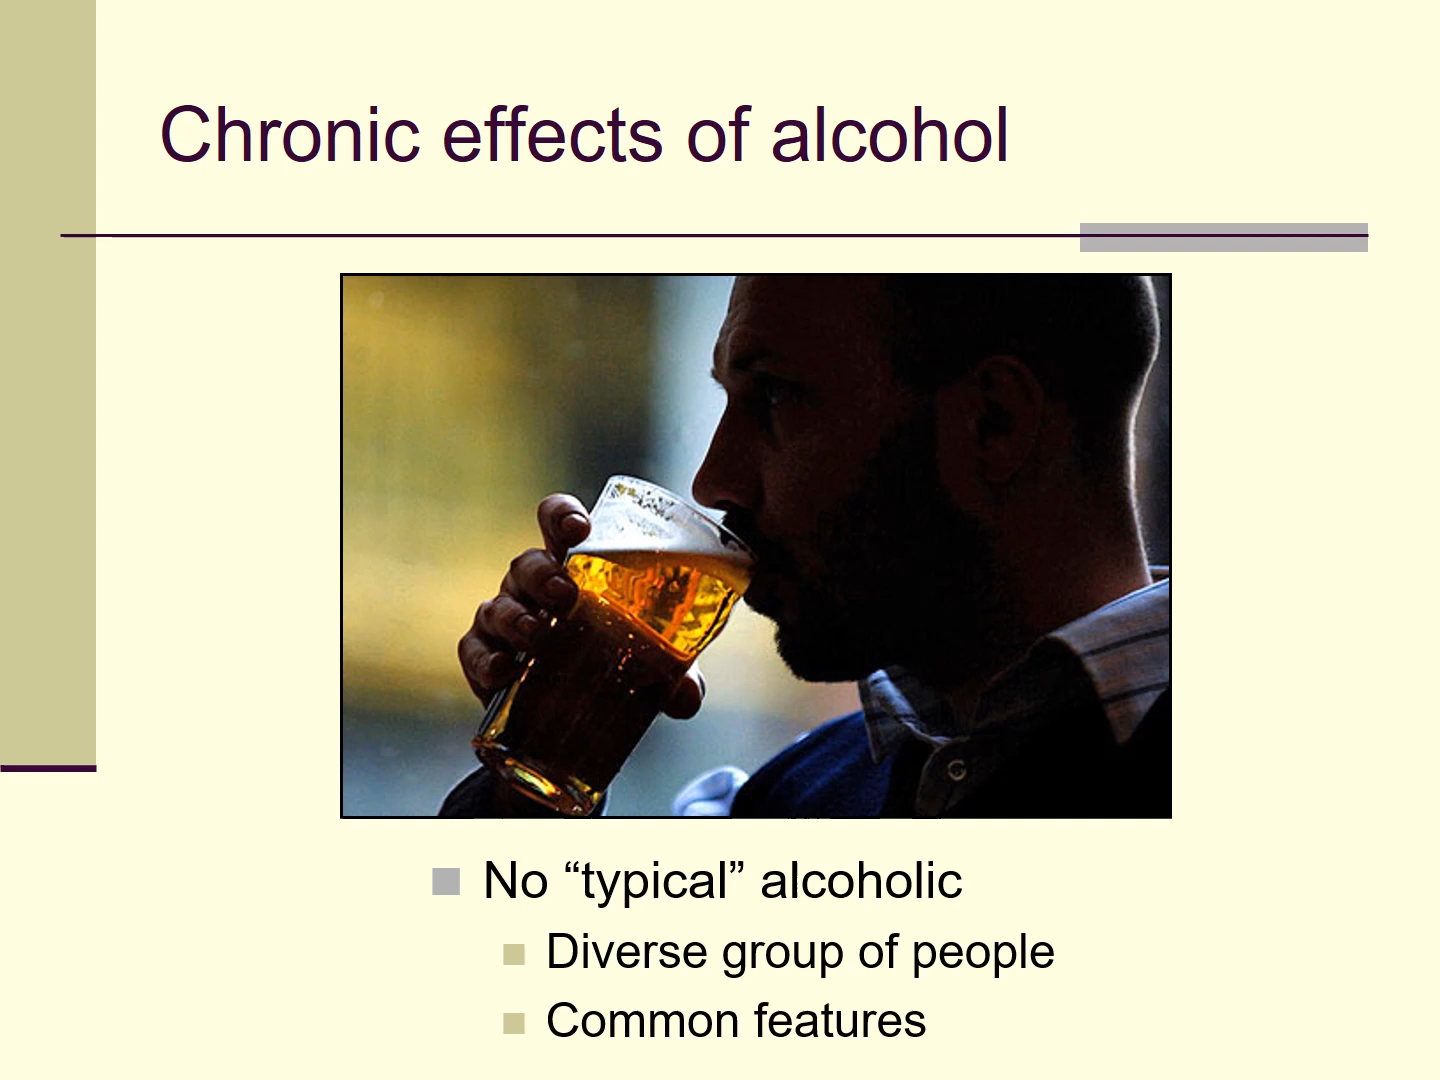 Chronic effects of alcohol
No “typical” alcoholic
Diverse group of people
Common features